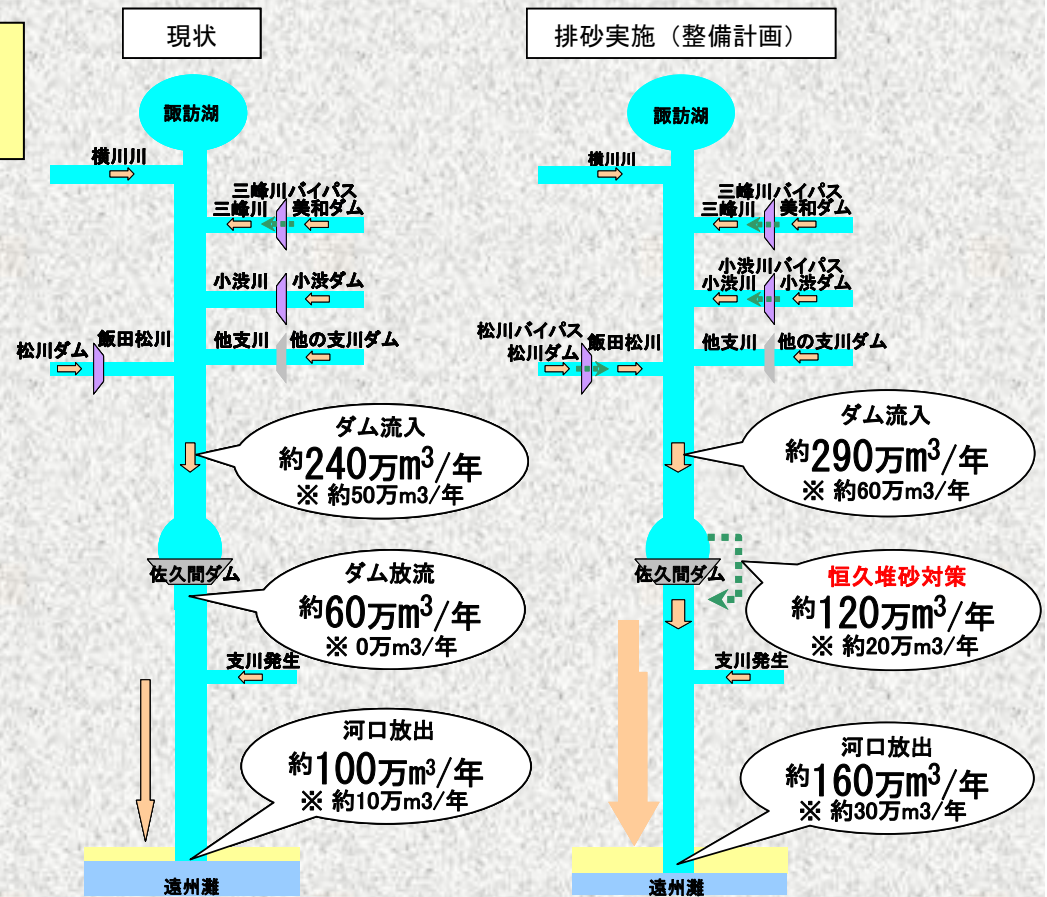 現状
諏訪湖
横川川
三峰川バイパス
三峰川
美和ダム
小渋川
小渋ダム
飯田松川
松川ダム
他支川
他の支川ダム
ダム流入
約240万m³/年
※ 約50万m3/年
佐久間ダム
ダム放流
約60万m³/年
※ 0万m3/年
支川発生
河口放出
約100万m³/年
※ 約10万m3/年
遠州灘
排砂実施（整備計画）
諏訪湖
横川川
三峰川バイパス
三峰川
美和ダム
小渋川バイパス
小渋川
小渋ダム
松川バイパス
松川ダム
飯田松川
他支川
他の支川ダム
ダム流入
約290万m³/年
※ 約60万m3/年
佐久間ダム
恒久堆砂対策
約120万m³/年
※ 約20万m3/年
支川発生
河口放出
約160万m³/年
※ 約30万m3/年
遠州灘